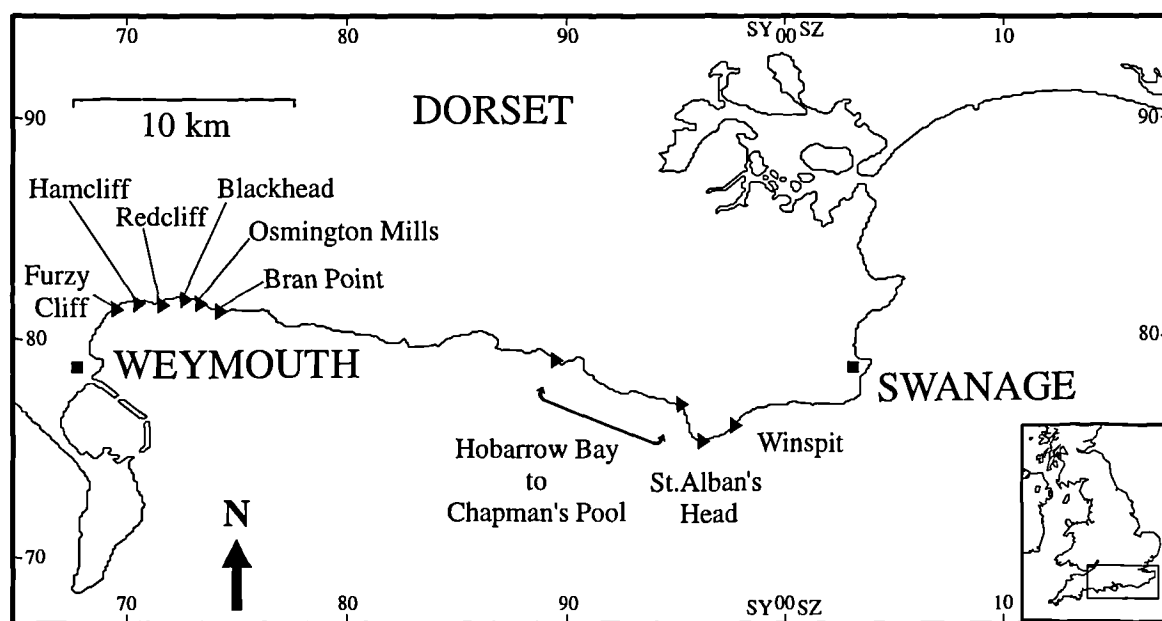 70 80 90 SY 00 SZ 10
90 DORSET 90
10 km
Hamcliff Blackhead
Redcliff
Osmington Mills
Furzy
Cliff
Bran Point
80 80
WEYMOUTH
SWANAGE
Hobarrow Bay
to
Chapman's Pool
St.Alban's
Head
Winspit
N
70 70
70 80 90 SY 00 SZ 10